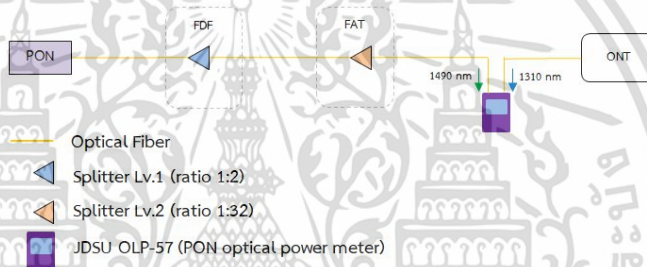 FDF
FAT
PON
ONT
1490 nm
1310 nm
Optical Fiber
Splitter Lv.1 (ratio 1:2)
Splitter Lv.2 (ratio 1:32)
JDSU OLP-57 (PON optical power meter)